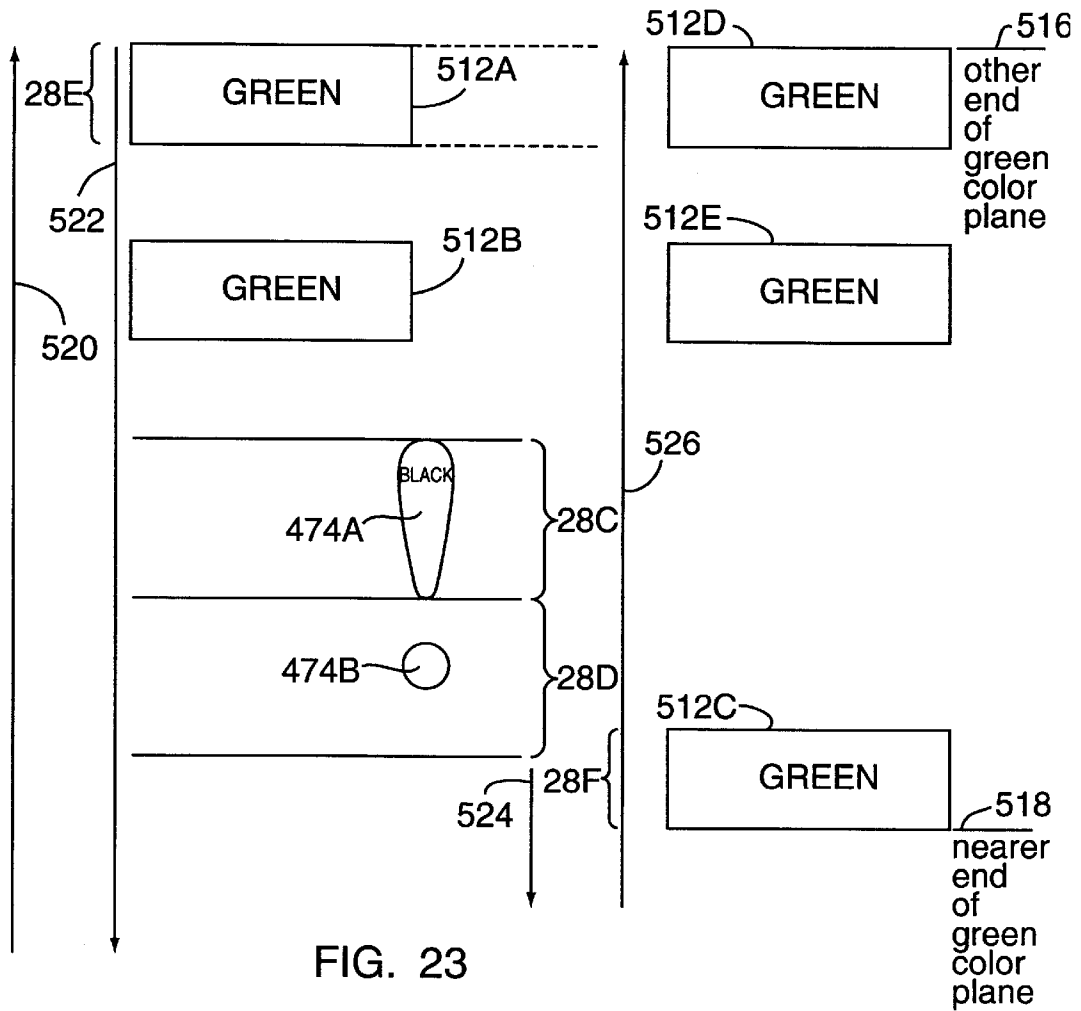 512D
516
28E
GREEN
512A
GREEN
other
end
of
green
color
plane
522
512E
512B
GREEN
GREEN
520
526
BLACK
474A
28C
474B
28D
512C
28F
GREEN
524
518
nearer
end
of
green
color
plane
FIG. 23